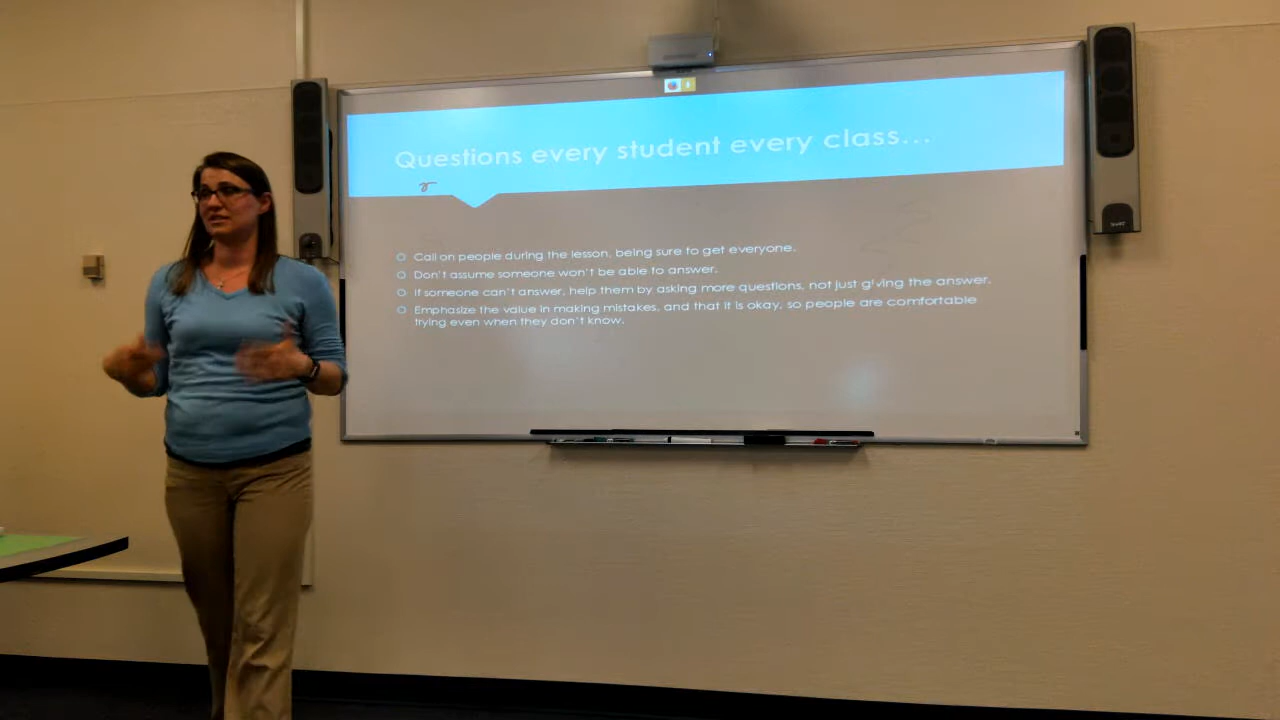 Questions every student every class...
Call on people during the lesson, being sure to get everyone.
Don't assume someone won't be able to answer.
If someone can't answer, help them by asking more questions, not just giving the answer.
Emphasize the value in making mistakes, and that it is okay, so people are comfortable
trying even when they don't know.